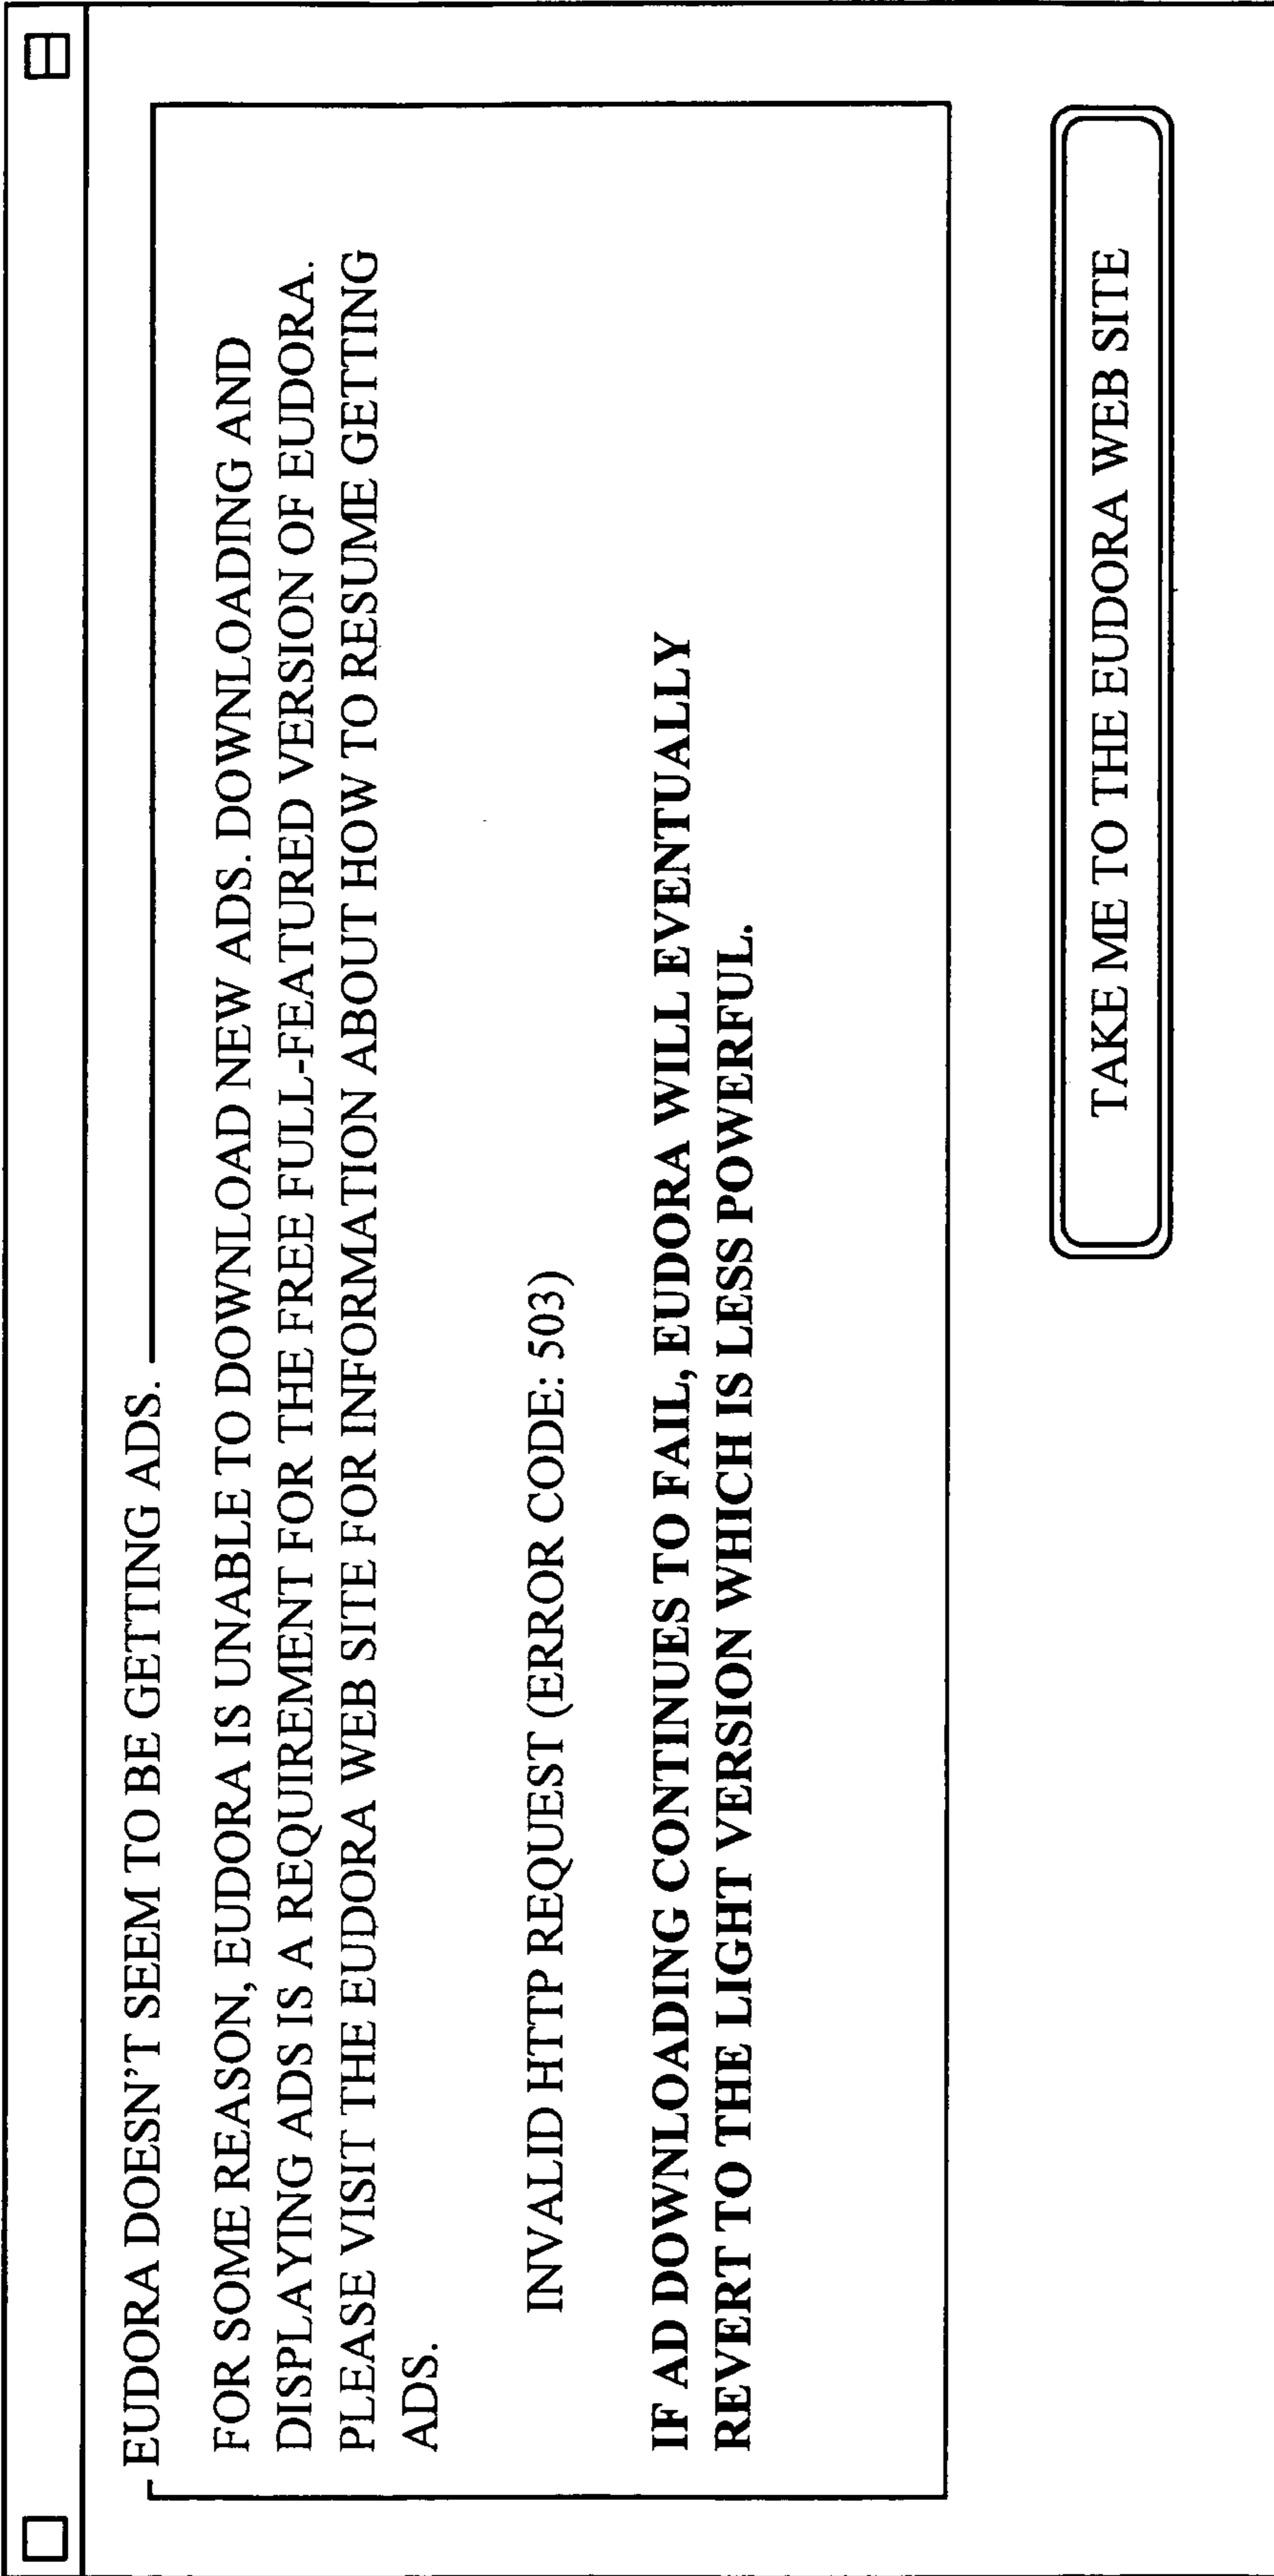 EUDORA DOESN'T SEEM TO BE GETTING ADS.
FOR SOME REASON, EUDORA IS UNABLE TO DOWNLOAD NEW ADS. DOWNLOADING AND
DISPLAYING ADS IS A REQUIREMENT FOR THE FREE FULL-FEATURED VERSION OF EUDORA.
PLEASE VISIT THE EUDORA WEB SITE FOR INFORMATION ABOUT HOW TO RESUME GETTING
ADS.
INVALID HTTP REQUEST (ERROR CODE: 503)
IF AD DOWNLOADING CONTINUES TO FAIL, EUDORA WILL EVENTUALLY
REVERT TO THE LIGHT VERSION WHICH IS LESS POWERFUL.
TAKE ME TO THE EUDORA WEB SITE